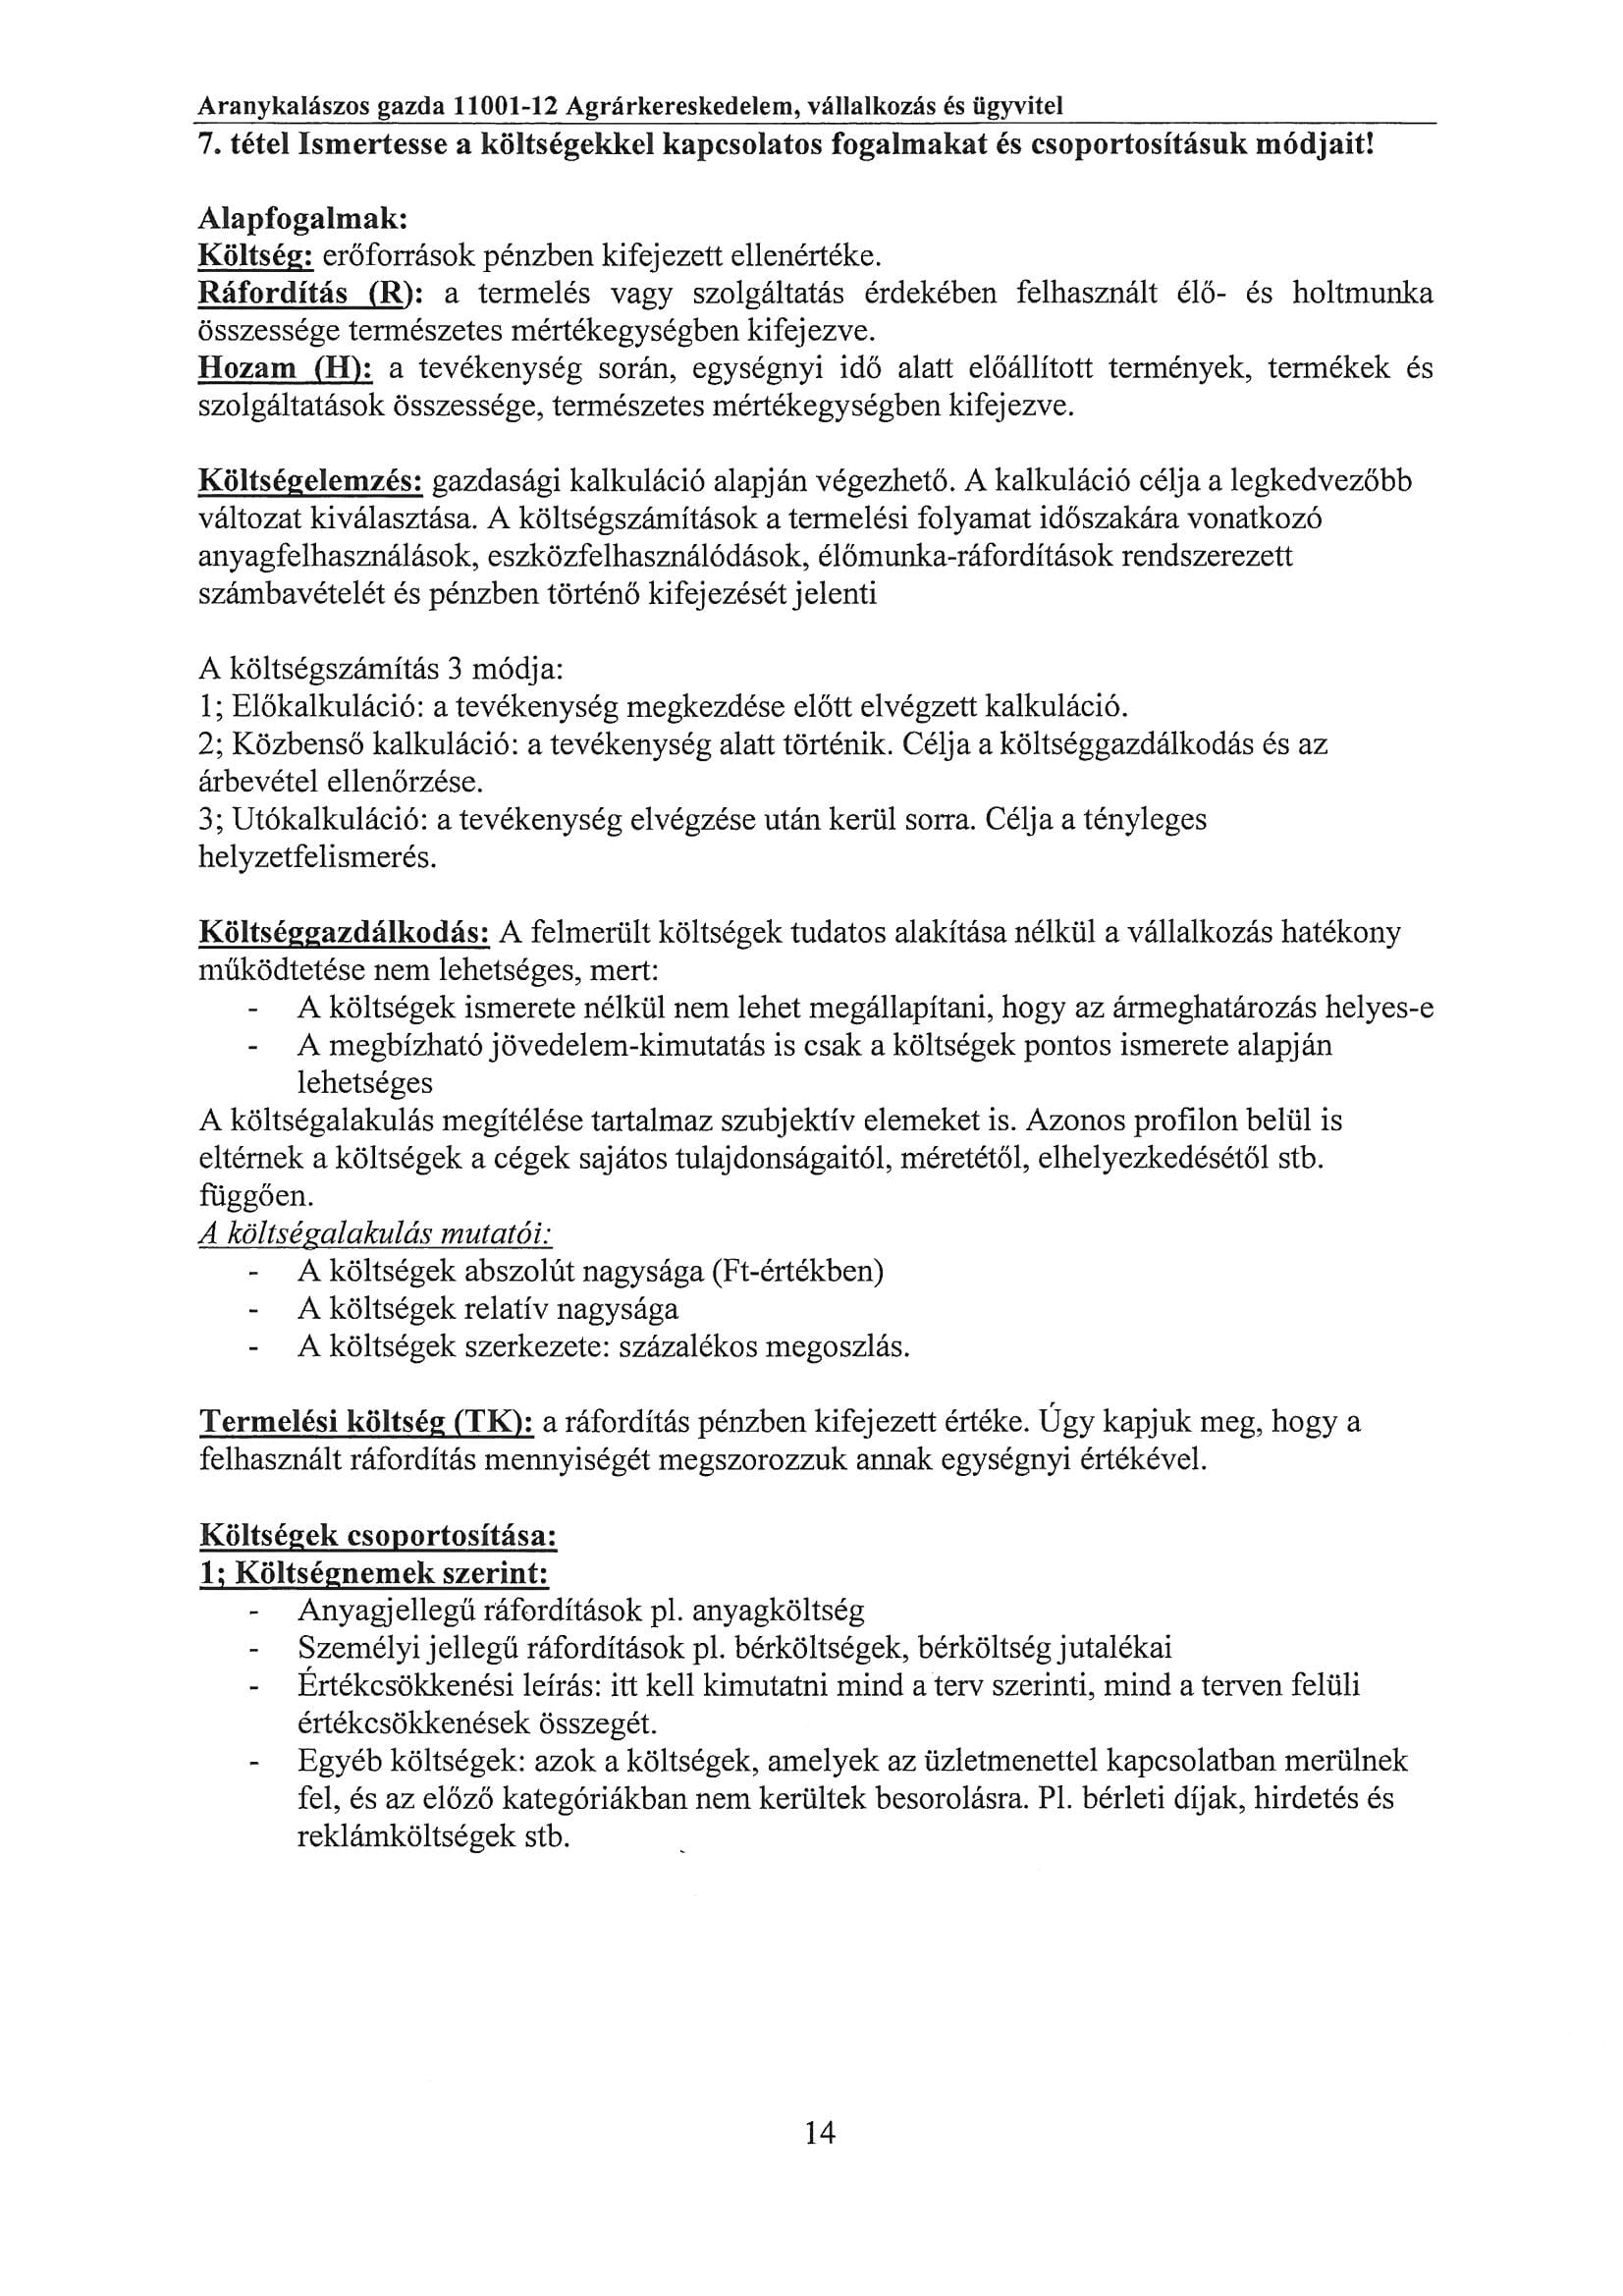 Aranykalászos gazda 11001-12 Agrárkereskedelem, vállalkozás és ügyvitel
7. tétel Ismertesse a költségekkel kapcsolatos fogalmakat és csoportosításuk módjait!
Alapfogalmak:
Költség: erőforrások pénzben kifejezett ellenértéke.
Ráfordítás (R): a termelés vagy szolgáltatás érdekében felhasznált élő- és holtmunka
összessége természetes mértékegységben kifejezve.
Hozam (H): a tevékenység során, egységnyi idő alatt előállított termények, termékek és
szolgáltatások összessége, természetes mértékegységben kifejezve.
Költségelemzés: gazdasági kalkuláció alapján végezhető. A kalkuláció célja a legkedvezőbb
változat kiválasztása. A költségszámítások a termelési folyamat időszakára vonatkozó
anyagfelhasználások, eszközfelhasználódások, élőmunka-ráfordítások rendszerezett
számbavételét és pénzben történő kifejezését jelenti
A költségszámítás 3 módja:
1; Előkalkuláció: a tevékenység megkezdése előtt elvégzett kalkuláció.
2; Közbenső kalkuláció: a tevékenység alatt történik. Célja a költséggazdálkodás és az
árbevétel ellenőrzése.
3; Utókalkuláció: a tevékenység elvégzése után kerül sorra. Célja a tényleges
helyzetfelismerés.
Költséggazdálkodás: A felmerült költségek tudatos alakítása nélkül a vállalkozás hatékony
működtetése nem lehetséges, mert:
- A költségek ismerete nélkül nem lehet megállapítani, hogy az ármeghatározás helyes-e
- A megbízható jövedelem-kimutatás is csak a költségek pontos ismerete alapján
lehetséges
A költségalakulás megítélése tartalmaz szubjektív elemeket is. Azonos profilon belül is
eltérnek a költségek a cégek sajátos tulajdonságaitól, méretétől, elhelyezkedésétől stb.
függően.
A költségalakulás mutatói:
- A költségek abszolút nagysága (Ft-értékben)
- A költségek relatív nagysága
- A költségek szerkezete: százalékos megoszlás.
Termelési költség (TK): a ráfordítás pénzben kifejezett értéke. Úgy kapjuk meg, hogy a
felhasznált ráfordítás mennyiségét megszorozzuk annak egységnyi értékével.
Költségek csoportosítása:
1; Költségnemek szerint:
- Anyagjellegű ráfordítások pl. anyagköltség
- Személyi jellegű ráfordítások pl. bérköltségek, bérköltség jutalékai
- Értékcsökkenési leírás: itt kell kimutatni mind a terv szerinti, mind a terven felüli
értékcsökkenések összegét.
- Egyéb költségek: azok a költségek, amelyek az üzletmenettel kapcsolatban merülnek
fel, és az előző kategóriákban nem kerültek besorolásra. Pl. bérleti díjak, hirdetés és
reklámköltségek stb.
14